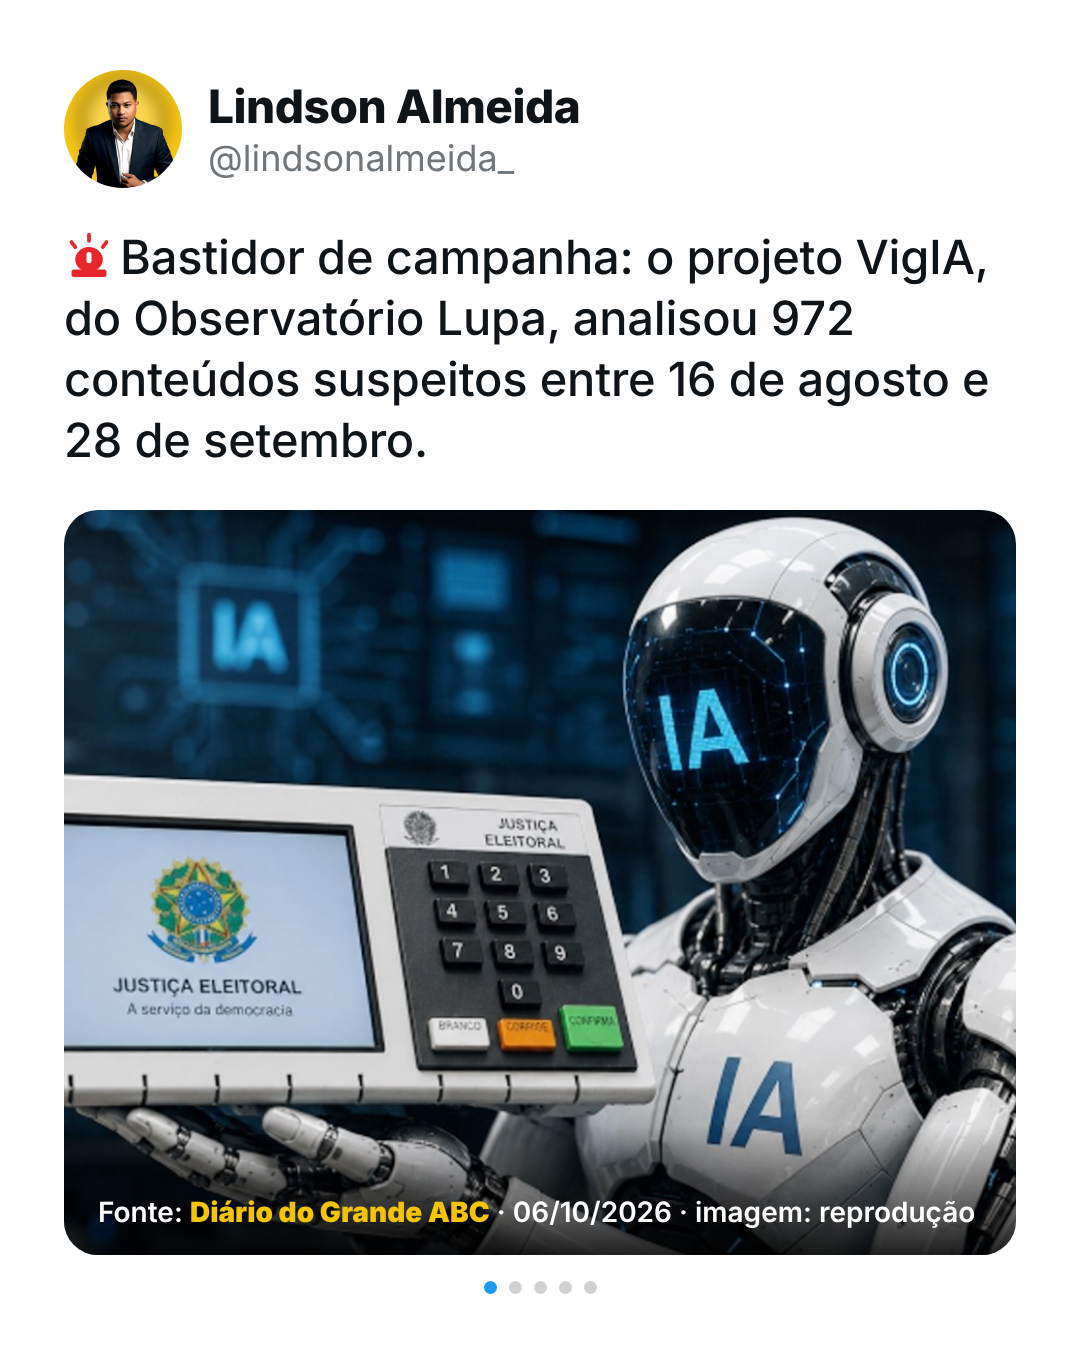 Lindson Almeida
@lindsonalmeida_
🚨 Bastidor de campanha: o projeto VigIA,
do Observatório Lupa, analisou 972
conteúdos suspeitos entre 16 de agosto e
28 de setembro.
IA
IA
JUSTIÇA
ELEITORAL
1 2 3
4 5 6
7 8 9
0
BRANCO CORRIGE CONFIRMA
JUSTIÇA ELEITORAL
A serviço da democracia
IA
Fonte: Diário do Grande ABC · 06/10/2026 · imagem: reprodução